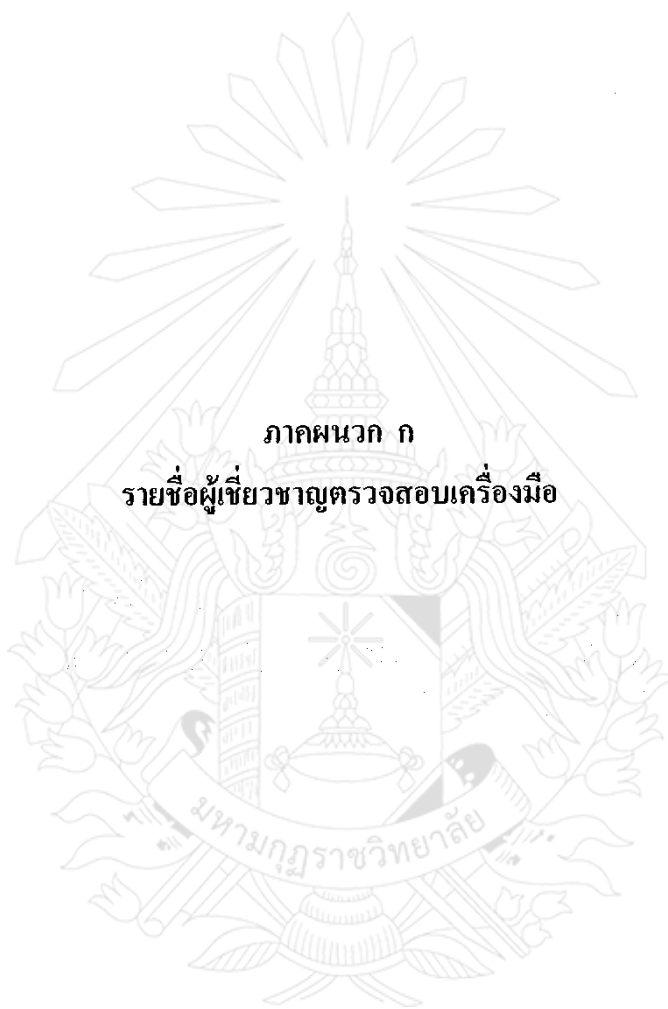 ภาคผนวก ก
รายชื่อผู้เชี่ยวชาญตรวจสอบเครื่องมือ
มหามกุฏราชวิทยาลัย